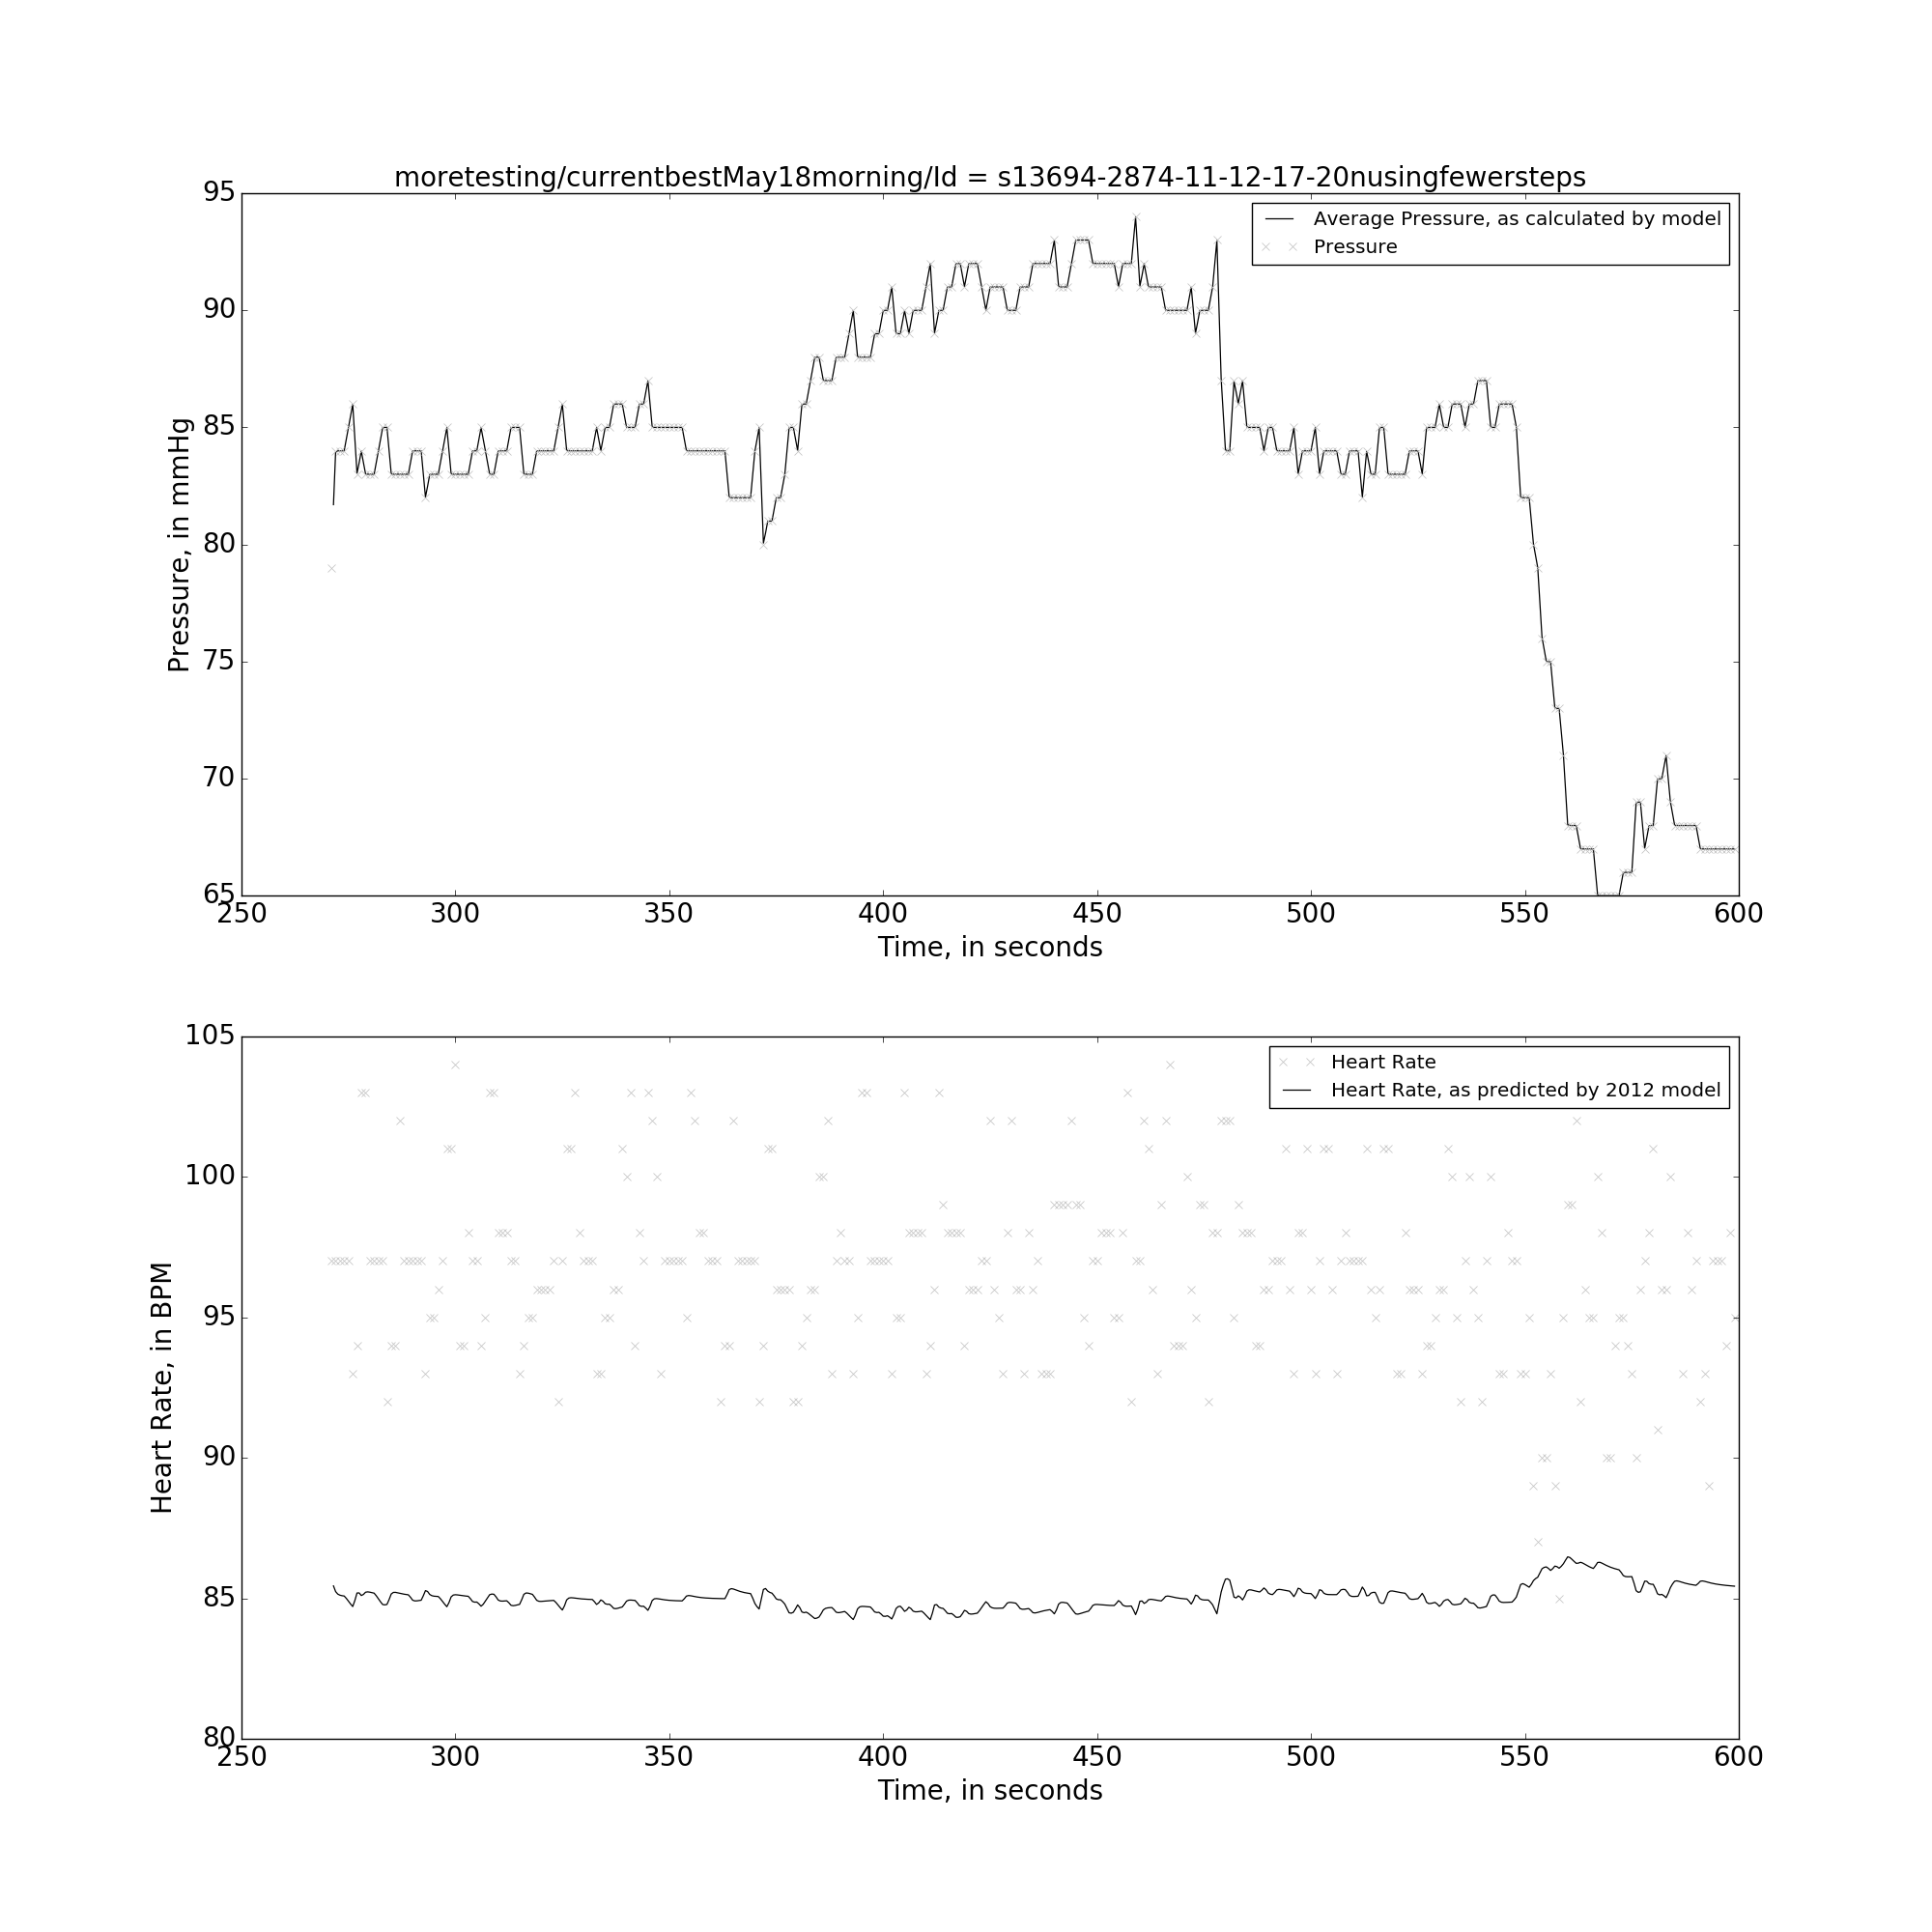 moretesting/currentbestMay18morning/Id = s13694-2874-11-12-17-20nusingfewersteps
95
90
85
80
75
70
65
Pressure, in mmHg
Average Pressure, as calculated by model
Pressure
250 300 350 400 450 500 550 600
Time, in seconds
105
100
95
90
85
80
Heart Rate, in BPM
Heart Rate
Heart Rate, as predicted by 2012 model
250 300 350 400 450 500 550 600
Time, in seconds